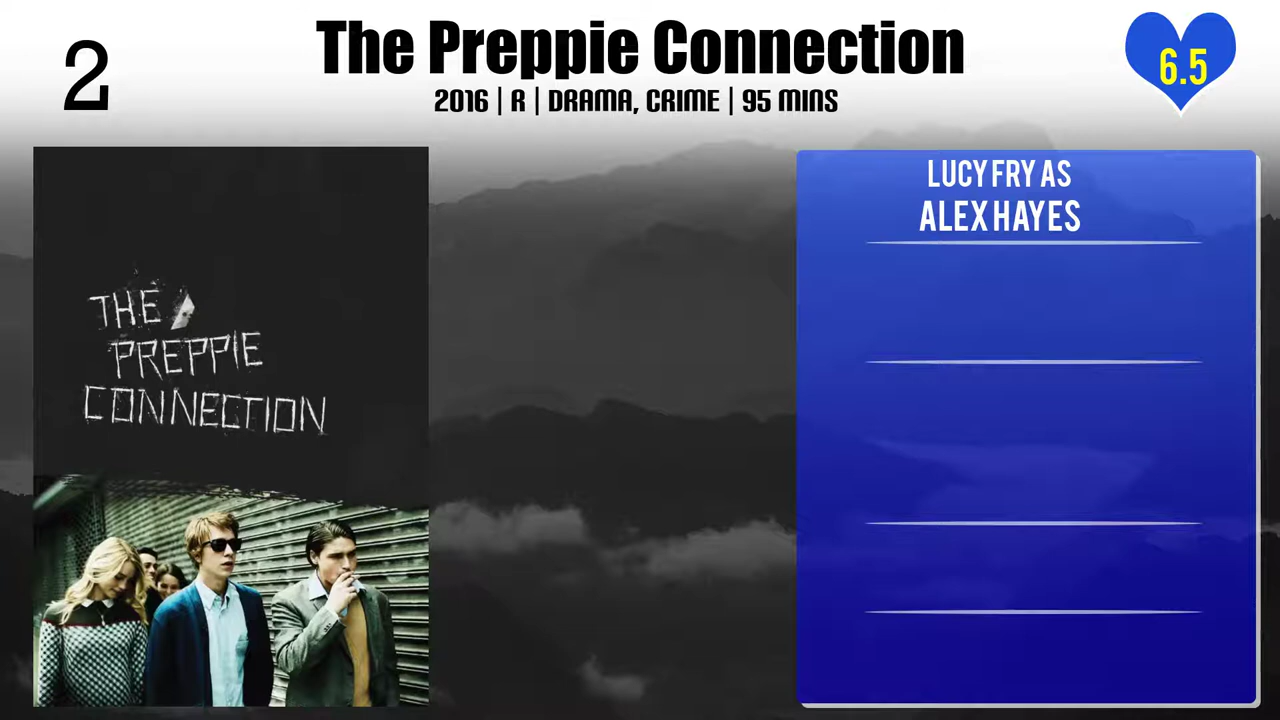 2
The Preppie Connection
2016 | R | DRAMA, CRIME | 95 MINS
6.5
THE
PREPPIE
CONNECTION
LUCY FRY AS
ALEX HAYES